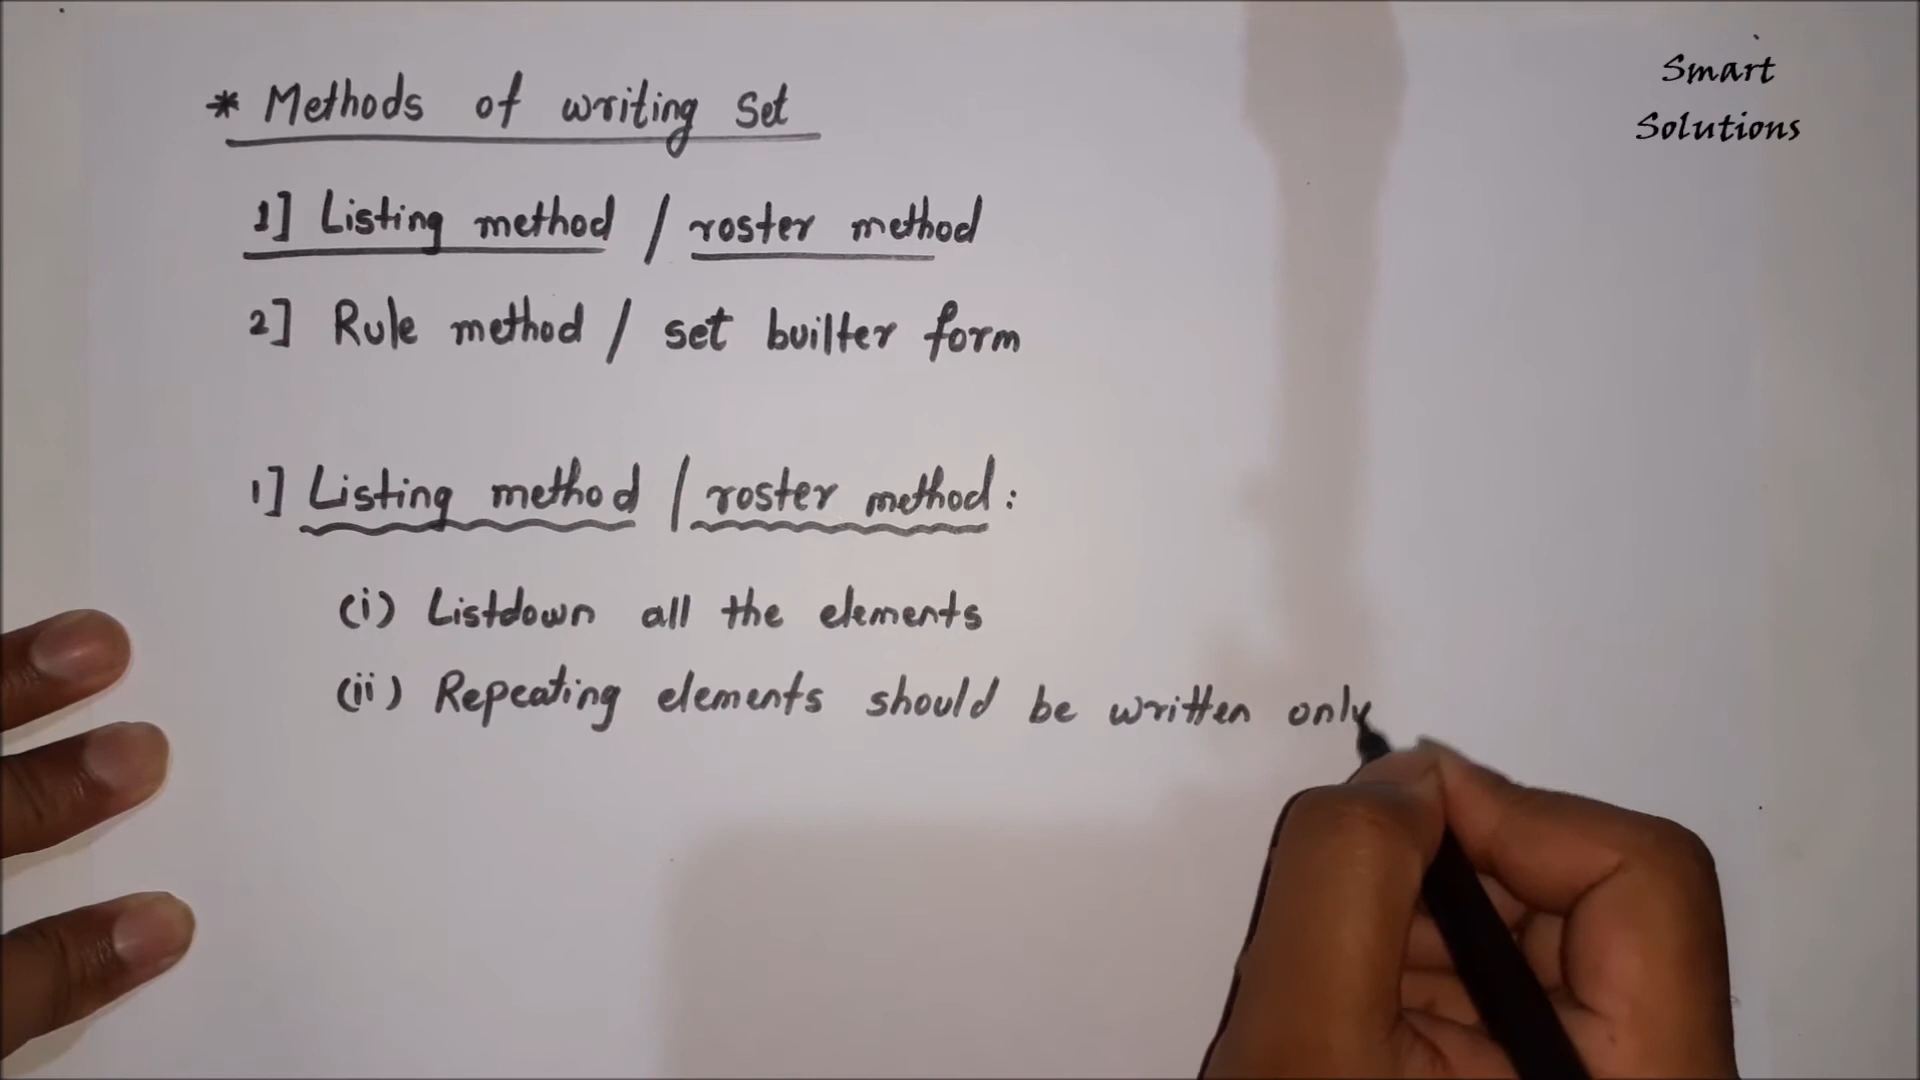 * Methods of writing Set
1] Listing method / roster method
2] Rule method / set builter form
1] Listing method / roster method:
(i) Listdown all the elements
(ii) Repeating elements should be written only
Smart
Solutions